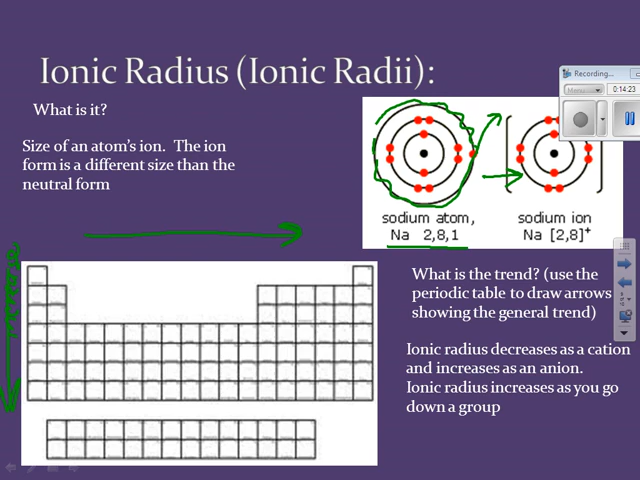 Ionic Radius (Ionic Radii):
What is it?
Size of an atom's ion. The ion
form is a different size than the
neutral form
Recording...
Menu
0:14:23
sodium atom,
Na 2,8,1
sodium ion
Na [2,8]+
increase
What is the trend? (use the
periodic table to draw arrows
showing the general trend)
Ionic radius decreases as a cation
and increases as an anion.
Ionic radius increases as you go
down a group